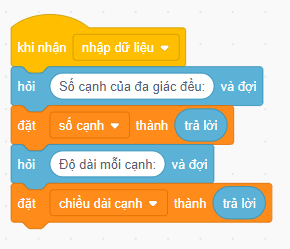 khi nhận nhập dữ liệu
hỏi Số cạnh của đa giác đều: và đợi
đặt số cạnh thành trả lời
hỏi Độ dài mỗi cạnh: và đợi
đặt chiều dài cạnh thành trả lời